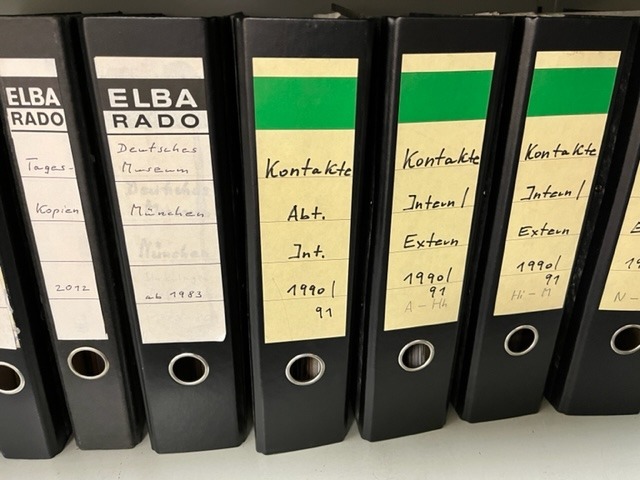 ELBA
RADO
Tages-
Kopien
2012
ELBA
RADO
Deutsches
Museum
München
ab 1983
Kontakte
Abt.
Int.
1990/
91
Kontakte
Intern/
Extern
1990/
91
A - Hh
Kontakte
Intern/
Extern
1990/
91
Hi - M
N -